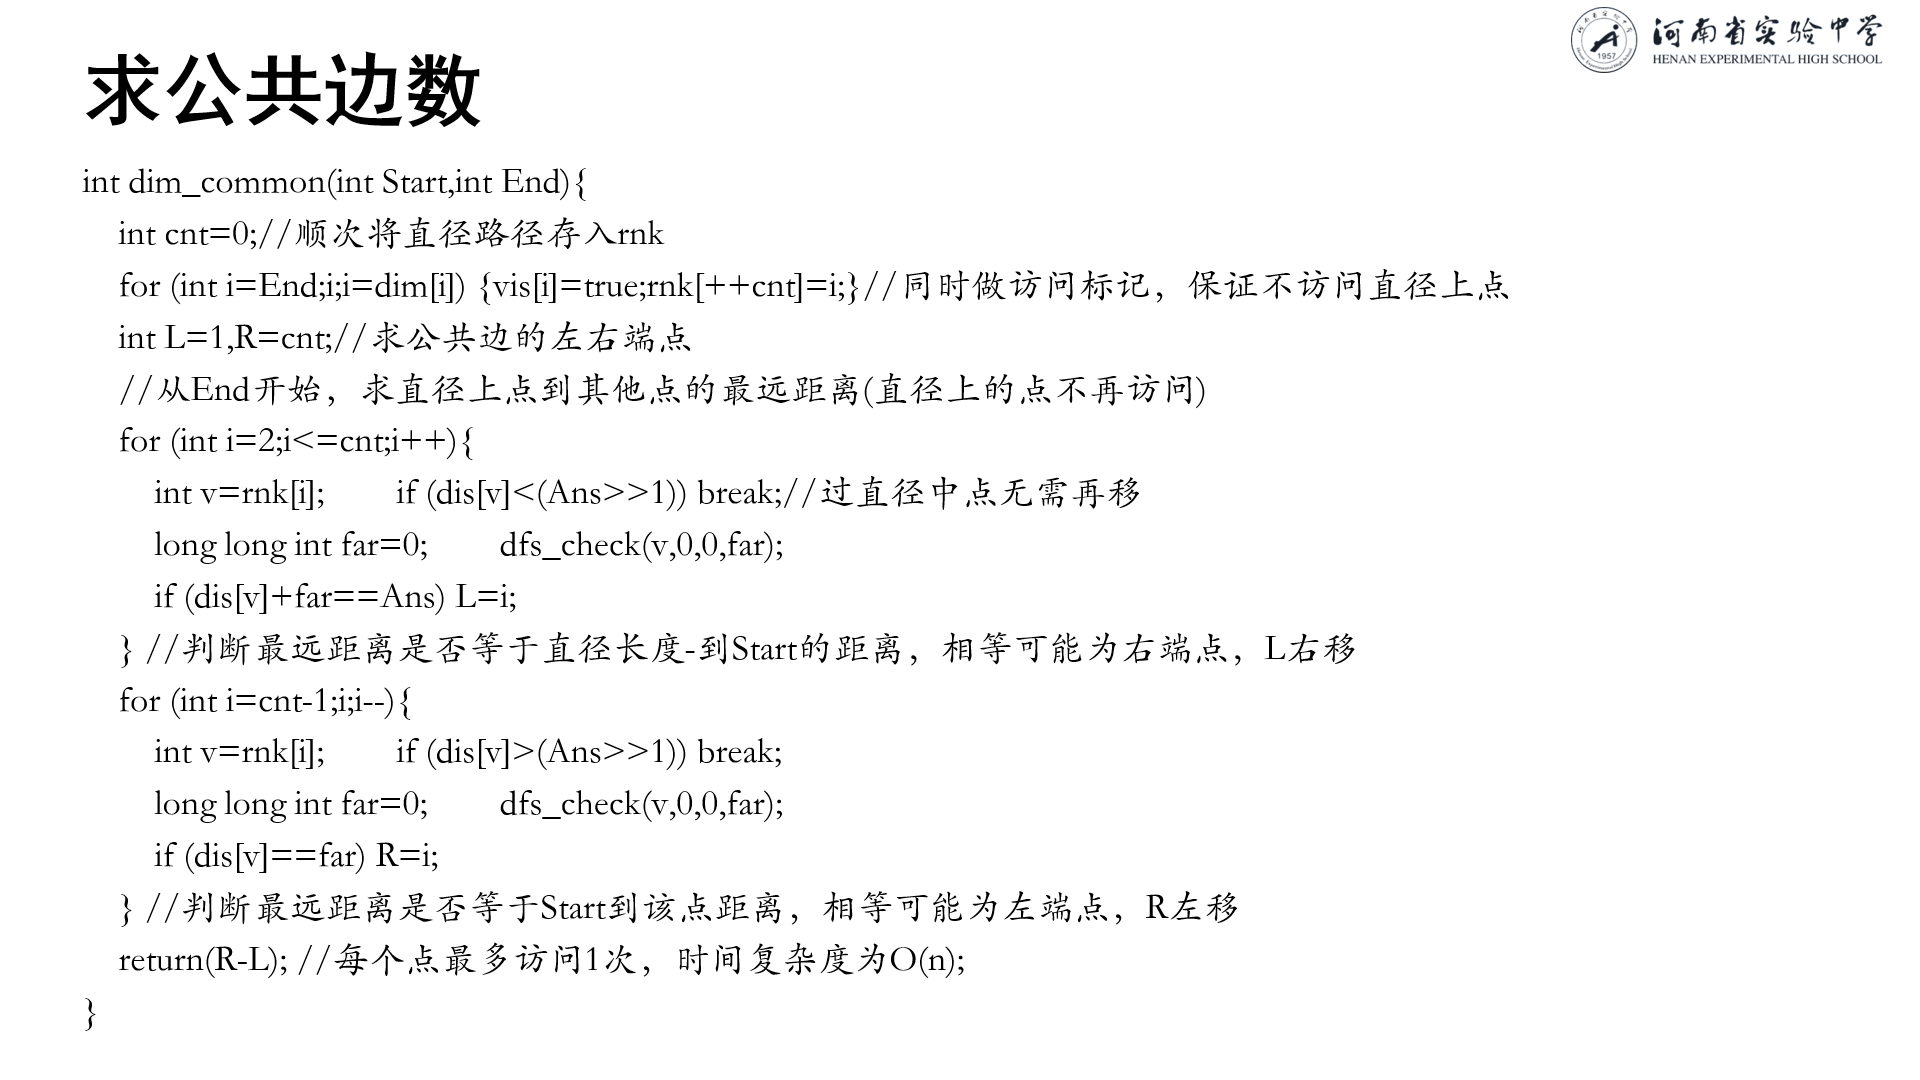 河南省实验中学
HENAN EXPERIMENTAL HIGH SCHOOL
1957
求公共边数
int dim_common(int Start,int End){
int cnt=0;//顺次将直径路径存入rnk
for (int i=End;i;i=dim[i]) {vis[i]=true;rnk[++cnt]=i;}//同时做访问标记，保证不访问直径上点
int L=1,R=cnt;//求公共边的左右端点
//从End开始，求直径上点到其他点的最远距离(直径上的点不再访问)
for (int i=2;i<=cnt;i++){
int v=rnk[i]; if (dis[v]<(Ans>>1)) break;//过直径中点无需再移
long long int far=0; dfs_check(v,0,0,far);
if (dis[v]+far==Ans) L=i;
} //判断最远距离是否等于直径长度-到Start的距离，相等可能为右端点，L右移
for (int i=cnt-1;i;i--){
int v=rnk[i]; if (dis[v]>(Ans>>1)) break;
long long int far=0; dfs_check(v,0,0,far);
if (dis[v]==far) R=i;
} //判断最远距离是否等于Start到该点距离，相等可能为左端点，R左移
return(R-L); //每个点最多访问1次，时间复杂度为O(n);
}